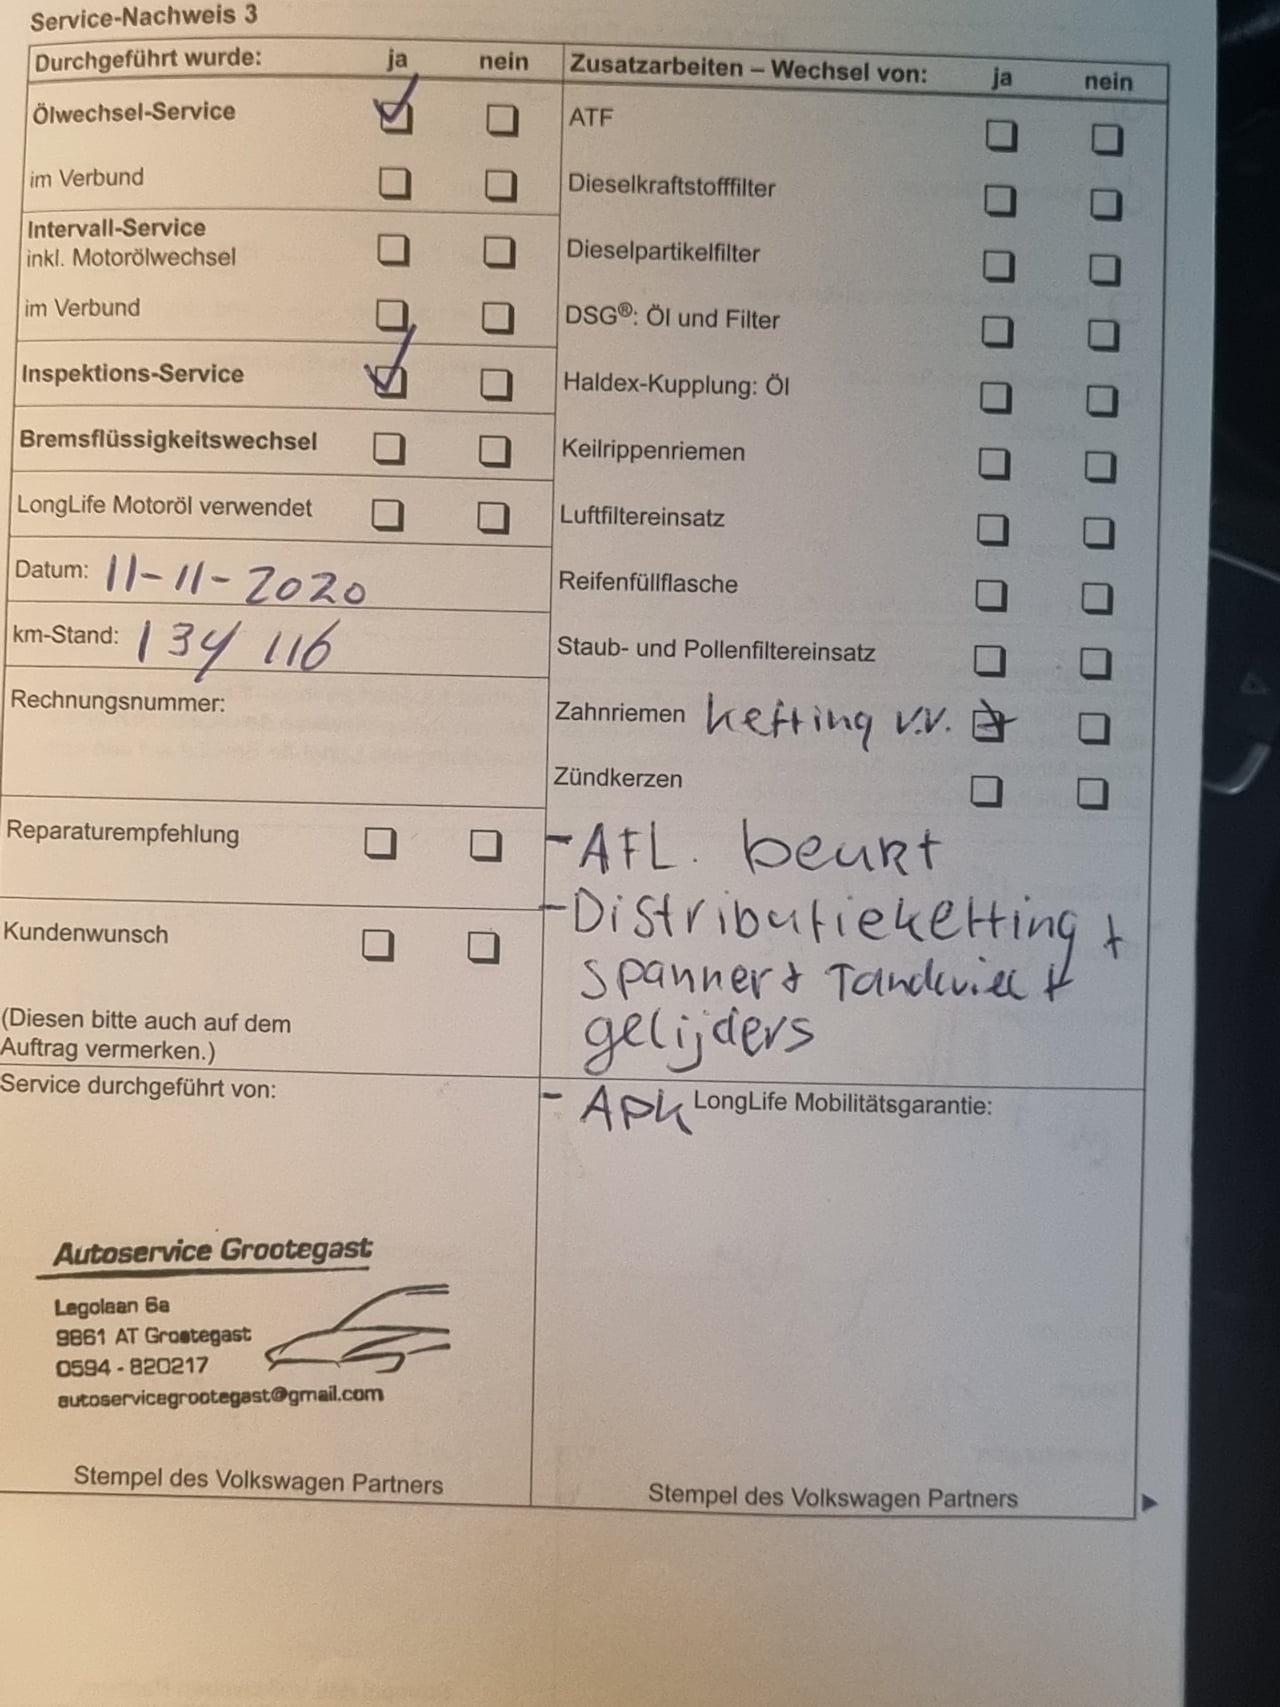 Service-Nachweis 3
Durchgeführt wurde: ja nein
Ölwechsel-Service
im Verbund
Intervall-Service
inkl. Motorölwechsel
im Verbund
Inspektions-Service
Bremsflüssigkeitswechsel
LongLife Motoröl verwendet
Datum: 11-11-2020
km-Stand: 134 116
Rechnungsnummer:
Reparaturempfehlung
Kundenwunsch
(Diesen bitte auch auf dem
Auftrag vermerken.)
Zusatzarbeiten – Wechsel von: ja nein
ATF
Dieselkraftstofffilter
Dieselpartikelfilter
DSG®: Öl und Filter
Haldex-Kupplung: Öl
Keilrippenriemen
Luftfiltereinsatz
Reifenfüllflasche
Staub- und Pollenfiltereinsatz
Zahnriemen ketting v.v.
Zündkerzen
- AFL. beurt
- Distributieketting +
spanner + Tandwiel +
gelijders
- Apk
Service durchgeführt von:
Autoservice Grootegast
Legolaan 6a
9861 AT Grootegast
0594 - 820217
autoservicegrootegast@gmail.com
Stempel des Volkswagen Partners
LongLife Mobilitätsgarantie:
Stempel des Volkswagen Partners